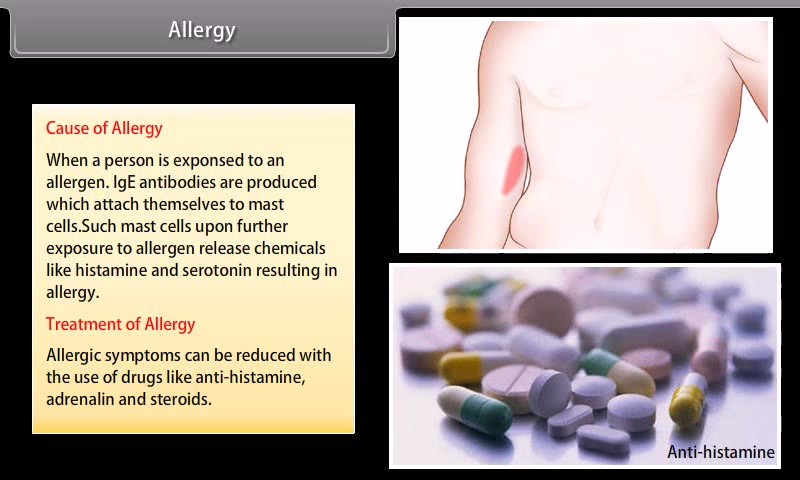 Allergy
Cause of Allergy
When a person is exponsed to an
allergen. IgE antibodies are produced
which attach themselves to mast
cells.Such mast cells upon further
exposure to allergen release chemicals
like histamine and serotonin resulting in
allergy.
Treatment of Allergy
Allergic symptoms can be reduced with
the use of drugs like anti-histamine,
adrenalin and steroids.
Anti-histamine